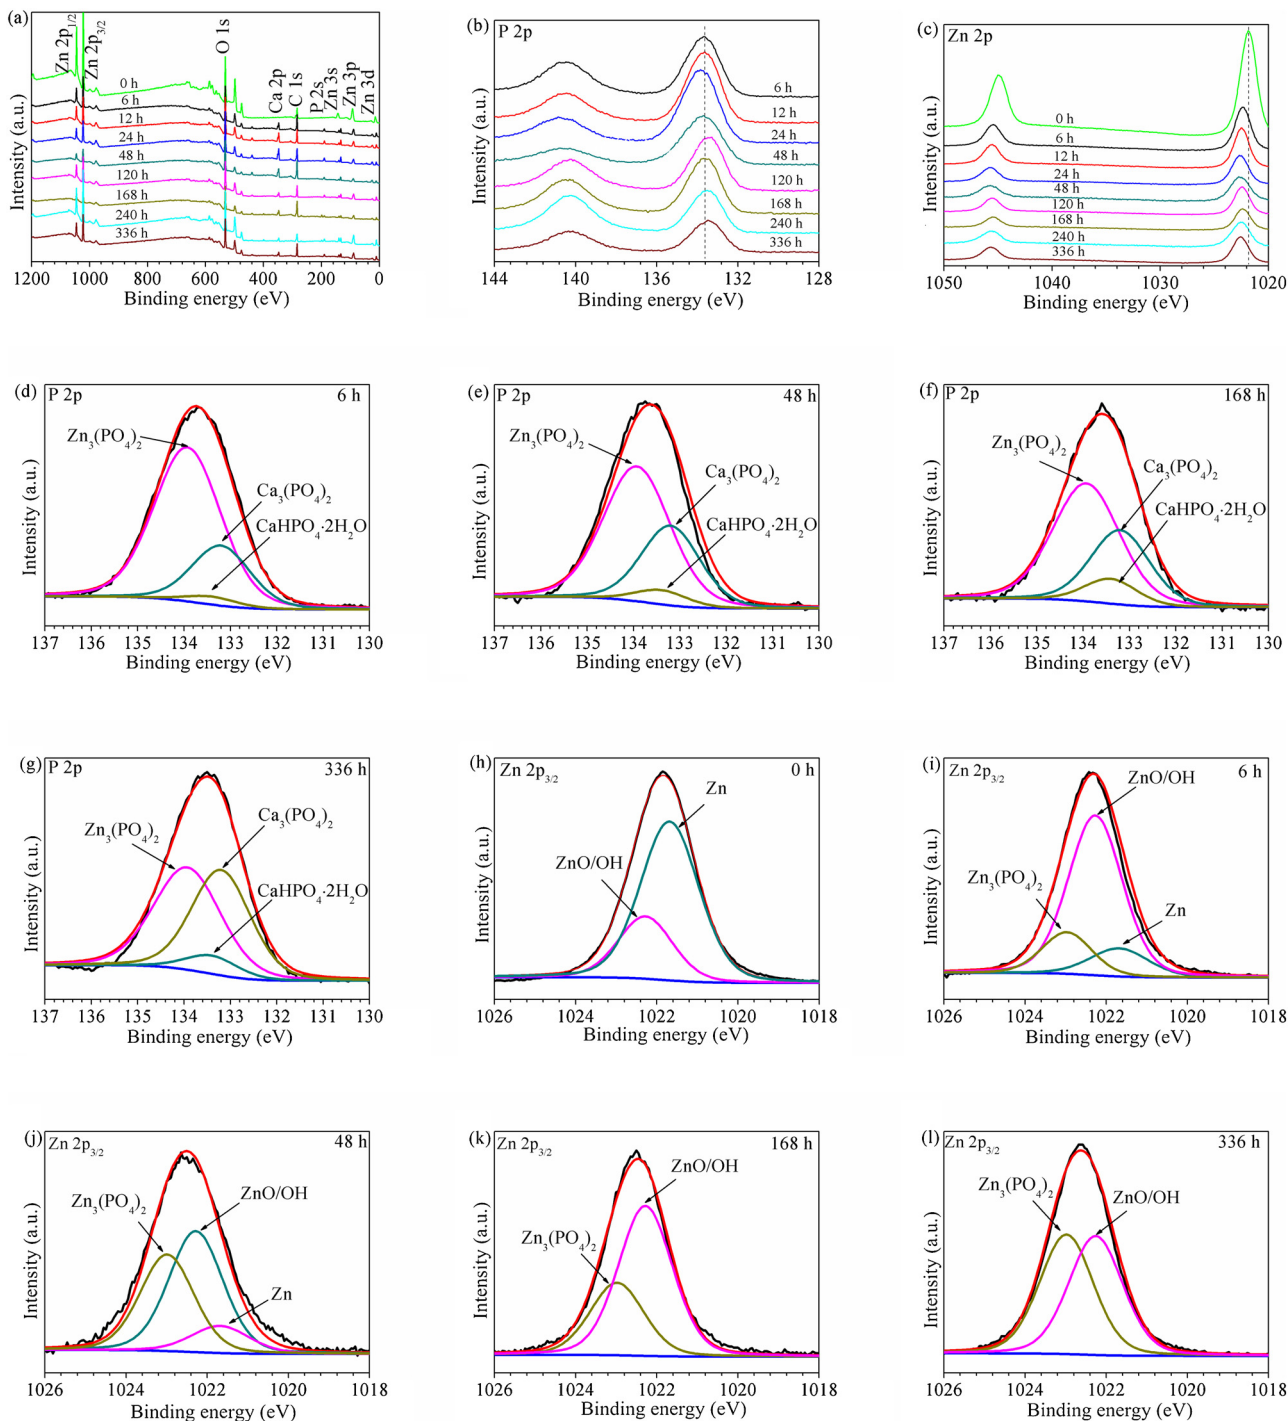 (a)
Zn 2p1/2
Zn 2p3/2
O 1s
Ca 2p
C 1s
P 2s
Zn 3s
Zn 3p
Zn 3d
0 h
6 h
12 h
24 h
48 h
120 h
168 h
240 h
336 h
Intensity (a.u.)
1200 1000 800 600 400 200 0
Binding energy (eV)
(b)
P 2p
6 h
12 h
24 h
48 h
120 h
168 h
240 h
336 h
Intensity (a.u.)
144 140 136 132 128
Binding energy (eV)
(c)
Zn 2p
0 h
6 h
12 h
24 h
48 h
120 h
168 h
240 h
336 h
Intensity (a.u.)
1050 1040 1030 1020
Binding energy (eV)
(d)
P 2p 6 h
Zn3(PO4)2
Ca3(PO4)2
CaHPO4·2H2O
Intensity (a.u.)
137 136 135 134 133 132 131 130
Binding energy (eV)
(e)
P 2p 48 h
Zn3(PO4)2
Ca3(PO4)2
CaHPO4·2H2O
Intensity (a.u.)
137 136 135 134 133 132 131 130
Binding energy (eV)
(f)
P 2p 168 h
Zn3(PO4)2
Ca3(PO4)2
CaHPO4·2H2O
Intensity (a.u.)
137 136 135 134 133 132 131 130
Binding energy (eV)
(g)
P 2p 336 h
Zn3(PO4)2
Ca3(PO4)2
CaHPO4·2H2O
Intensity (a.u.)
137 136 135 134 133 132 131 130
Binding energy (eV)
(h)
Zn 2p3/2 0 h
Zn
ZnO/OH
Intensity (a.u.)
1026 1024 1022 1020 1018
Binding energy (eV)
(i)
Zn 2p3/2 6 h
ZnO/OH
Zn3(PO4)2
Zn
Intensity (a.u.)
1026 1024 1022 1020 1018
Binding energy (eV)
(j)
Zn 2p3/2 48 h
Zn3(PO4)2
ZnO/OH
Zn
Intensity (a.u.)
1026 1024 1022 1020 1018
Binding energy (eV)
(k)
Zn 2p3/2 168 h
ZnO/OH
Zn3(PO4)2
Intensity (a.u.)
1026 1024 1022 1020 1018
Binding energy (eV)
(l)
Zn 2p3/2 336 h
Zn3(PO4)2
ZnO/OH
Intensity (a.u.)
1026 1024 1022 1020 1018
Binding energy (eV)